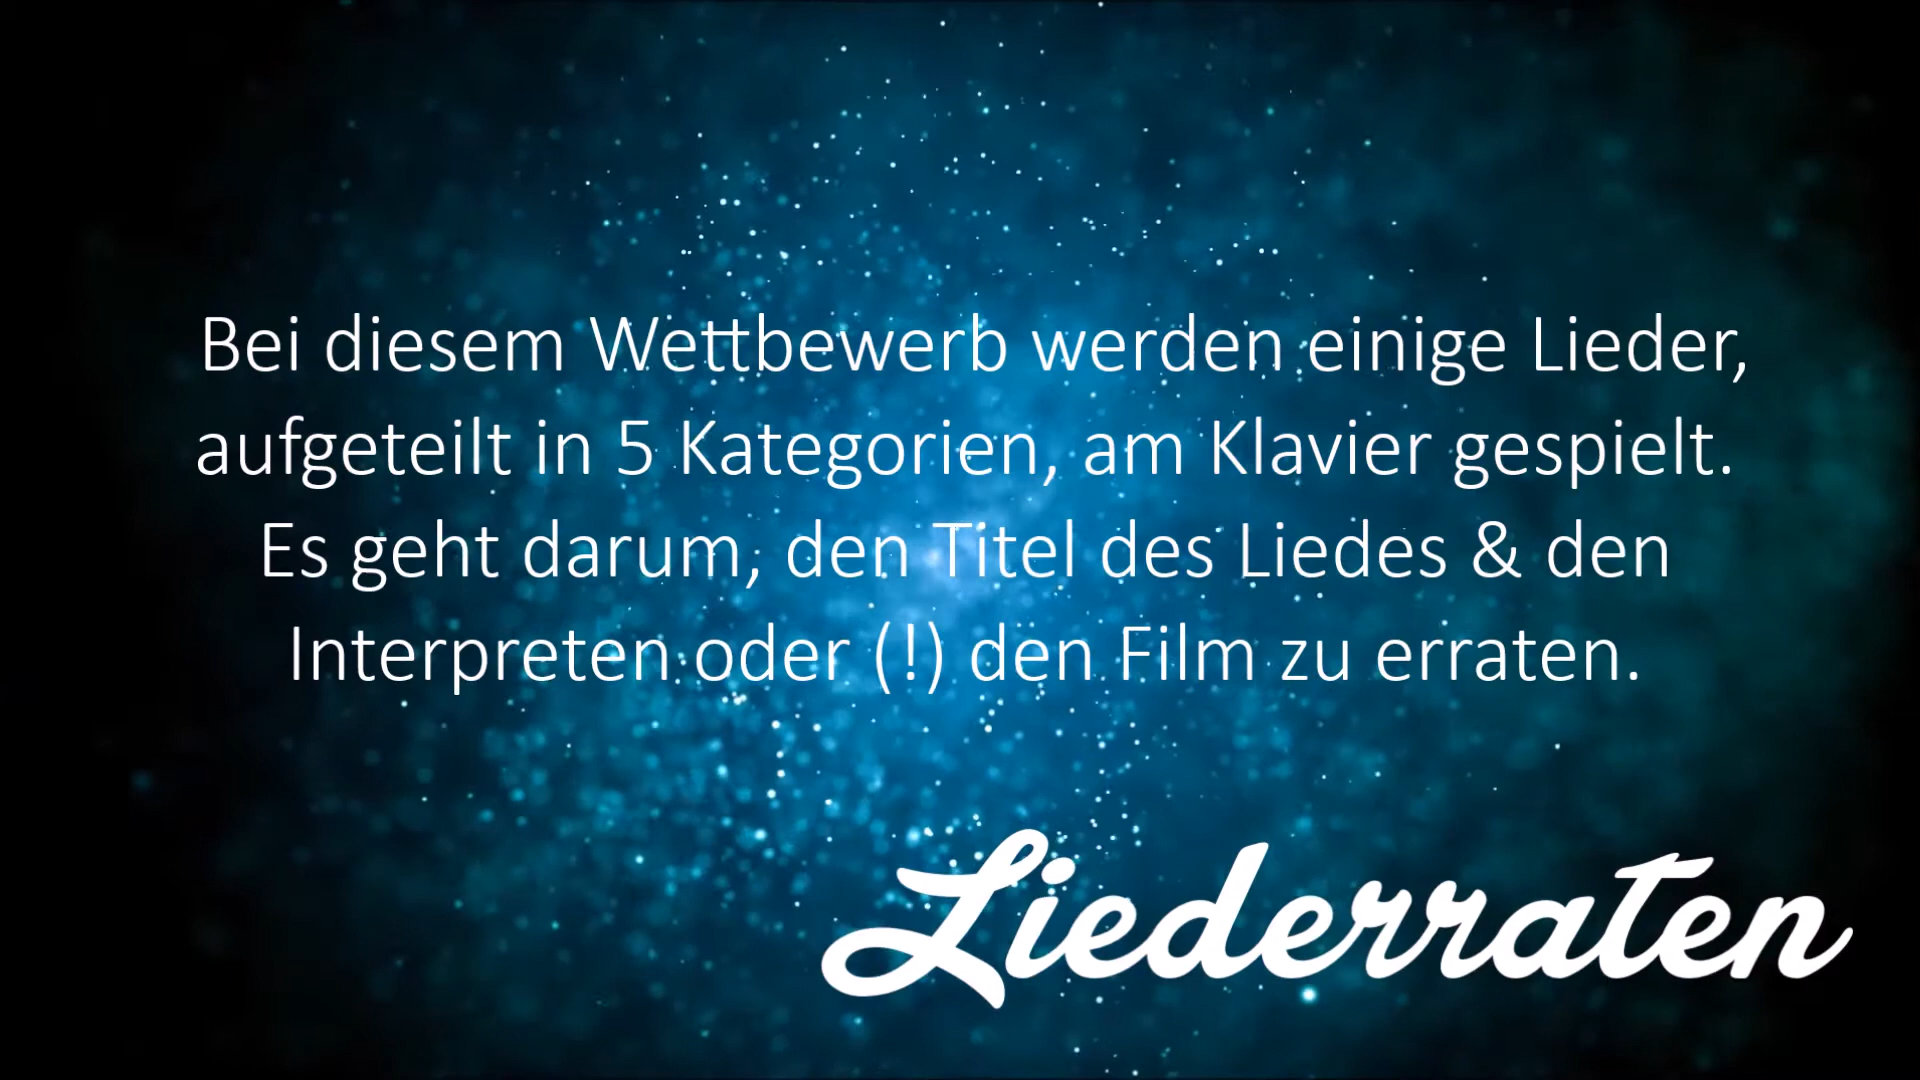 Bei diesem Wettbewerb werden einige Lieder,
aufgeteilt in 5 Kategorien, am Klavier gespielt.
Es geht darum, den Titel des Liedes & den
Interpreten oder (!) den Film zu erraten.
Liederraten